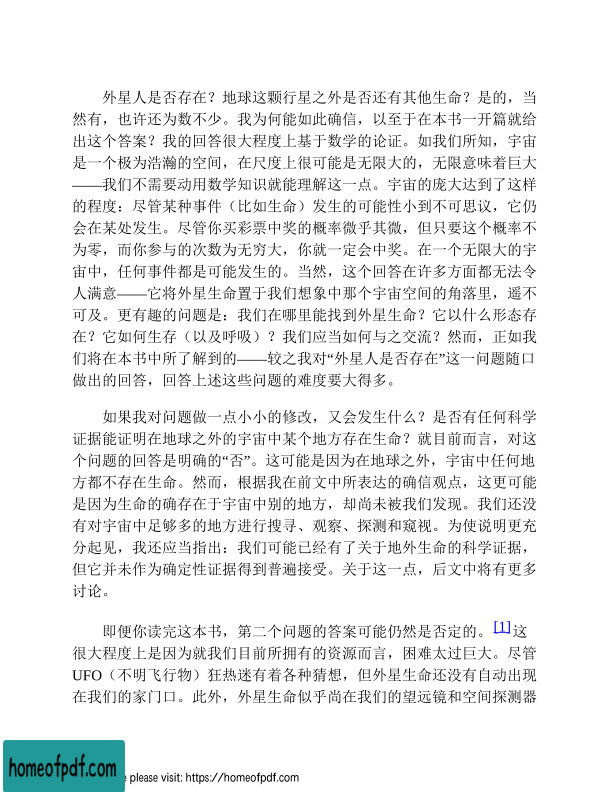 外星人是否存在？地球这颗行星之外是否还有其他生命？是的，当
然有，也许还为数不少。我为何能如此确信，以至于在本书一开篇就给
出这个答案？我的回答很大程度上基于数学的论证。如我们所知，宇宙
是一个极为浩瀚的空间，在尺度上很可能是无限大的，无限意味着巨大
——我们不需要动用数学知识就能理解这一点。宇宙的庞大达到了这样
的程度：尽管某种事件（比如生命）发生的可能性小到不可思议，它仍
会在某处发生。尽管你买彩票中奖的概率微乎其微，但只要这个概率不
为零，而你参与的次数为无穷大，你就一定会中奖。在一个无限大的宇
宙中，任何事件都是可能发生的。当然，这个回答在许多方面都无法令
人满意——它将外星生命置于我们想象中那个宇宙空间的角落里，遥不
可及。更有趣的问题是：我们在哪里能找到外星生命？它以什么形态存
在？它如何生存（以及呼吸）？我们应当如何与之交流？然而，正如我
们将在本书中所了解到的——较之我对“外星人是否存在”这一问题随口
做出的回答，回答上述这些问题的难度要大得多。
如果我对问题做一点小小的修改，又会发生什么？是否有任何科学
证据能证明在地球之外的宇宙中某个地方存在生命？就目前而言，对这
个问题的回答是明确的“否”。这可能是因为在地球之外，宇宙中任何地
方都不存在生命。然而，根据我在前文中所表达的确信观点，这更可能
是因为生命的确存在于宇宙中别的地方，却尚未被我们发现。我们还没
有对宇宙中足够多的地方进行搜寻、观察、探测和窥视。为使说明更充
分起见，我还应当指出：我们可能已经有了关于地外生命的科学证据，
但它并未作为确定性证据得到普遍接受。关于这一点，后文中将有更多
讨论。
即便你读完这本书，第二个问题的答案可能仍然是否定的。[1]这
很大程度上是因为就我们目前所拥有的资源而言，困难太过巨大。尽管
UFO（不明飞行物）狂热迷有着各种猜想，但外星生命还没有自动出现
在我们的家门口。此外，外星生命似乎尚在我们的望远镜和空间探测器
homeofpdf.com
please visit: https://homeofpdf.com